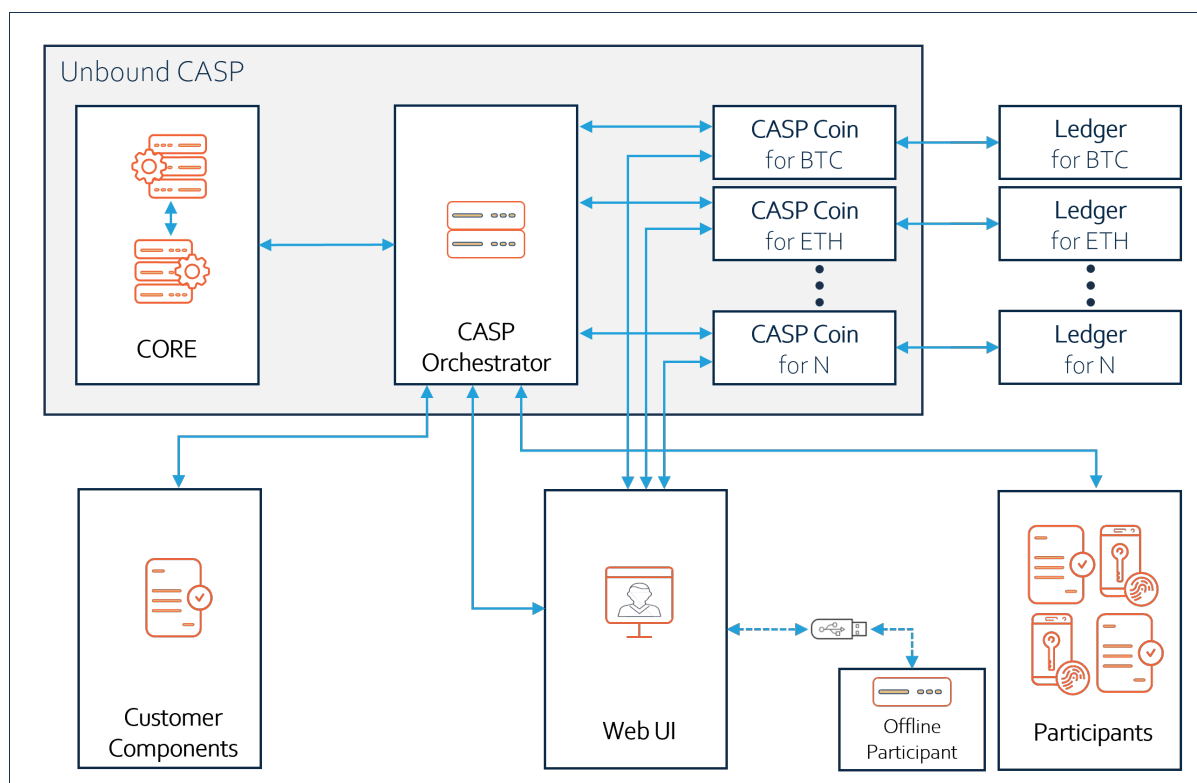 Unbound CASP
CORE
CASP
Orchestrator
CASP Coin
for BTC
Ledger
for BTC
CASP Coin
for ETH
Ledger
for ETH
CASP Coin
for N
Ledger
for N
Customer
Components
Web UI
Offline
Participant
Participants